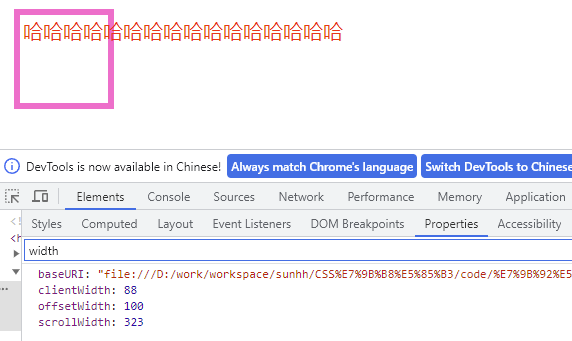 哈哈哈哈哈哈哈哈哈哈哈哈哈哈哈哈
DevTools is now available in Chinese! Always match Chrome's language Switch DevTools to Chinese
Elements Console Sources Network Performance Memory Application
Styles Computed Layout Event Listeners DOM Breakpoints Properties Accessibility
width
baseURI: "file:///D:/work/workspace/sunhh/CSS%E7%9B%B8%E5%85%B3/code/%E7%9B%92%E5
clientWidth: 88
offsetWidth: 100
scrollWidth: 323